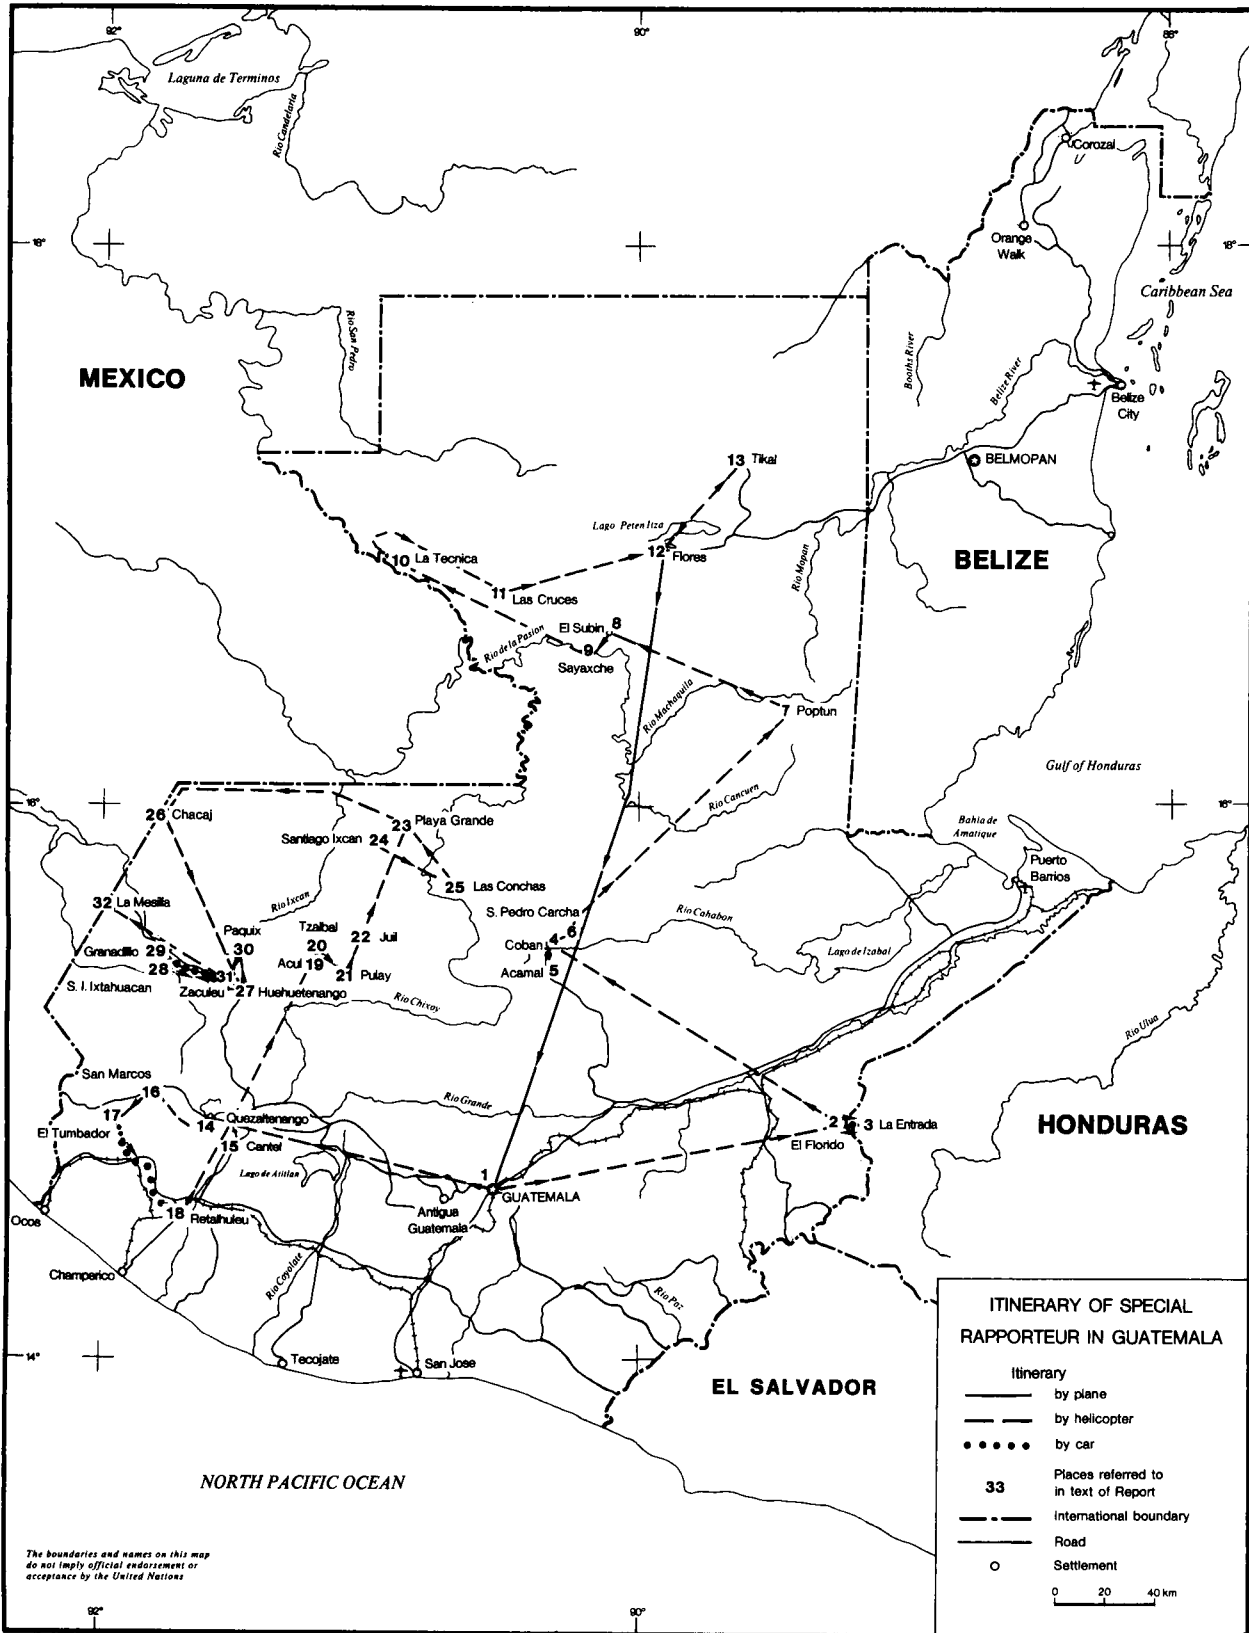 92°
90°
88°
Laguna de Terminos
Rio Candelaria
Corozal
18°
Orange
Walk
18°
Caribbean Sea
Rio San Pedro
MEXICO
Booths River
Belize River
Belize
City
13 Tikal
BELMOPAN
Lago Peten Itza
12
Flores
10 La Tecnica
BELIZE
Rio Mopan
11
Las Cruces
El Subin 8
Rio de la Pasion
9
Sayaxche
Rio Machaquila
7 Poptun
Gulf of Honduras
16°
26 Chacaj
Rio Cancuen
16°
Bahia de
Amatique
Playa Grande
23
Santiago Ixcan
24
Puerto
Barrios
25 Las Conchas
32 La Mesilla
Rio Ixcan
S. Pedro Carcha
Rio Cahabon
Tzalbal
Paquix
22 Juil
6
Granadillo 29
30
20
Coban 4
Lago de Izabal
28
Acul 19
Acamal 5
31
21 Pulay
S. I. Ixtahuacan
Zaculeu 27 Huehuetenango
Rio Chixoy
Rio Ulua
San Marcos
16
Rio Grande
17
14
Quezaltenango
2
3 La Entrada
HONDURAS
El Tumbador
15 Cantel
El Florido
Lago de Atitlan
1
GUATEMALA
Antigua
Guatemala
18
Retalhuleu
Ocos
Champerico
Rio Coyolate
Rio Paz
14°
Tecojate
San Jose
EL SALVADOR
NORTH PACIFIC OCEAN
The boundaries and names on this map
do not imply official endorsement or
acceptance by the United Nations
92°
90°
ITINERARY OF SPECIAL
RAPPORTEUR IN GUATEMALA
Itinerary
by plane
by helicopter
by car
33
Places referred to
in text of Report
International boundary
Road
Settlement
0 20 40 km